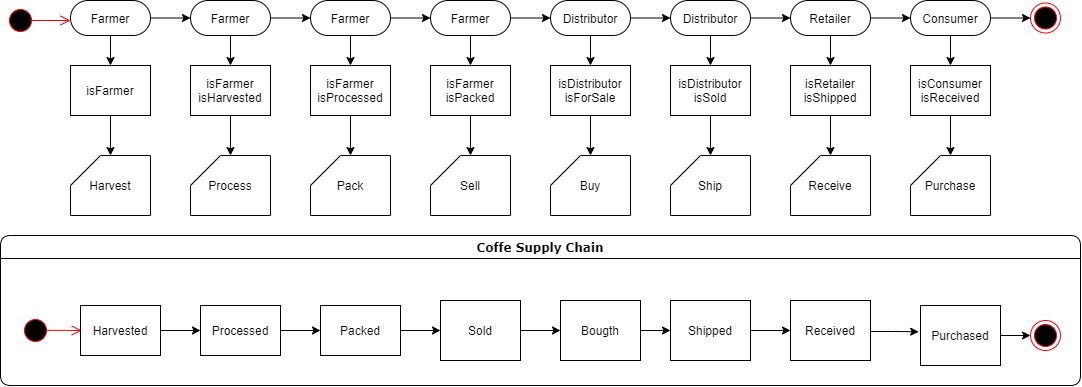 Farmer
Farmer
Farmer
Farmer
Distributor
Distributor
Retailer
Consumer
isFarmer
isFarmer
isHarvested
isFarmer
isProcessed
isFarmer
isPacked
isDistributor
isForSale
isDistributor
isSold
isRetailer
isShipped
isConsumer
isReceived
Harvest
Process
Pack
Sell
Buy
Ship
Receive
Purchase
Coffe Supply Chain
Harvested
Processed
Packed
Sold
Bougth
Shipped
Received
Purchased